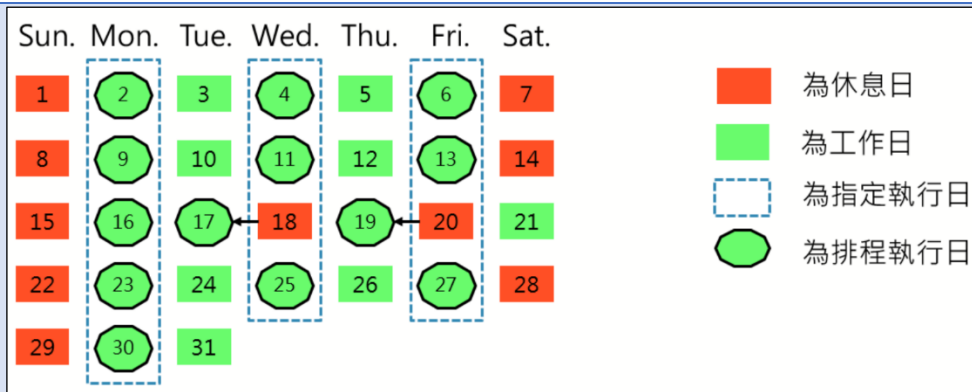 Sun. Mon. Tue. Wed. Thu. Fri. Sat.
1 2 3 4 5 6 7
8 9 10 11 12 13 14
15 16 17 18 19 20 21
22 23 24 25 26 27 28
29 30 31
為休息日
為工作日
為指定執行日
為排程執行日